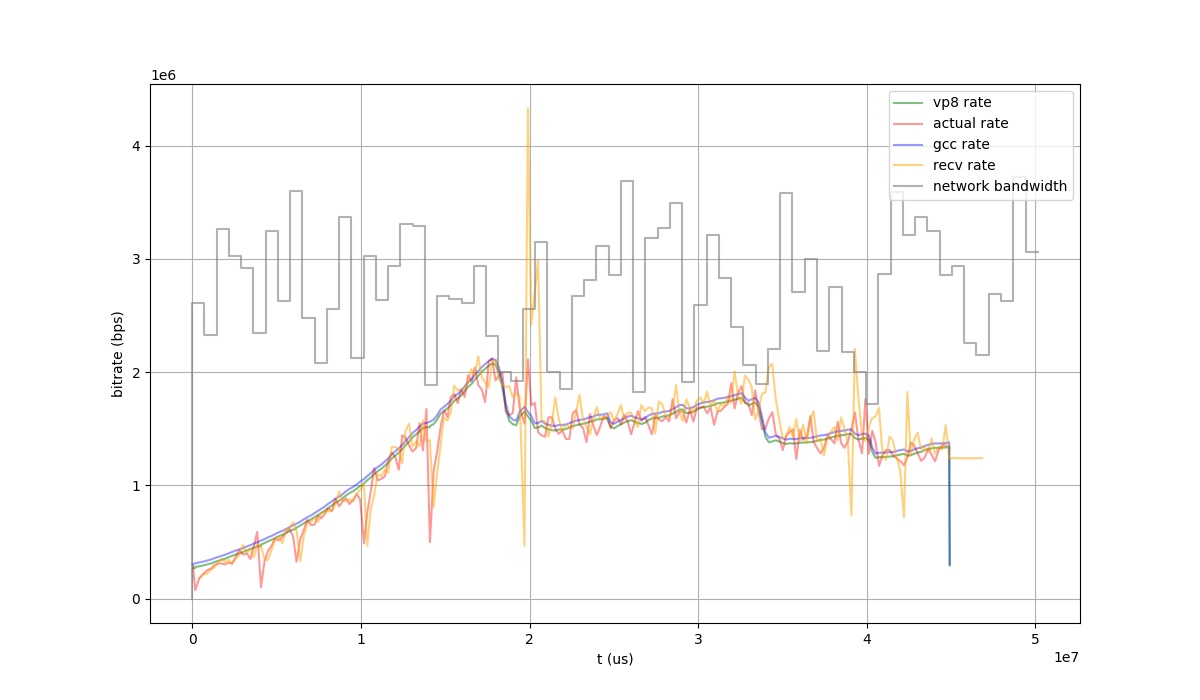 1e6
vp8 rate
actual rate
gcc rate
recv rate
network bandwidth
bitrate (bps)
4
3
2
1
0
0 1 2 3 4 5
t (us)
1e7